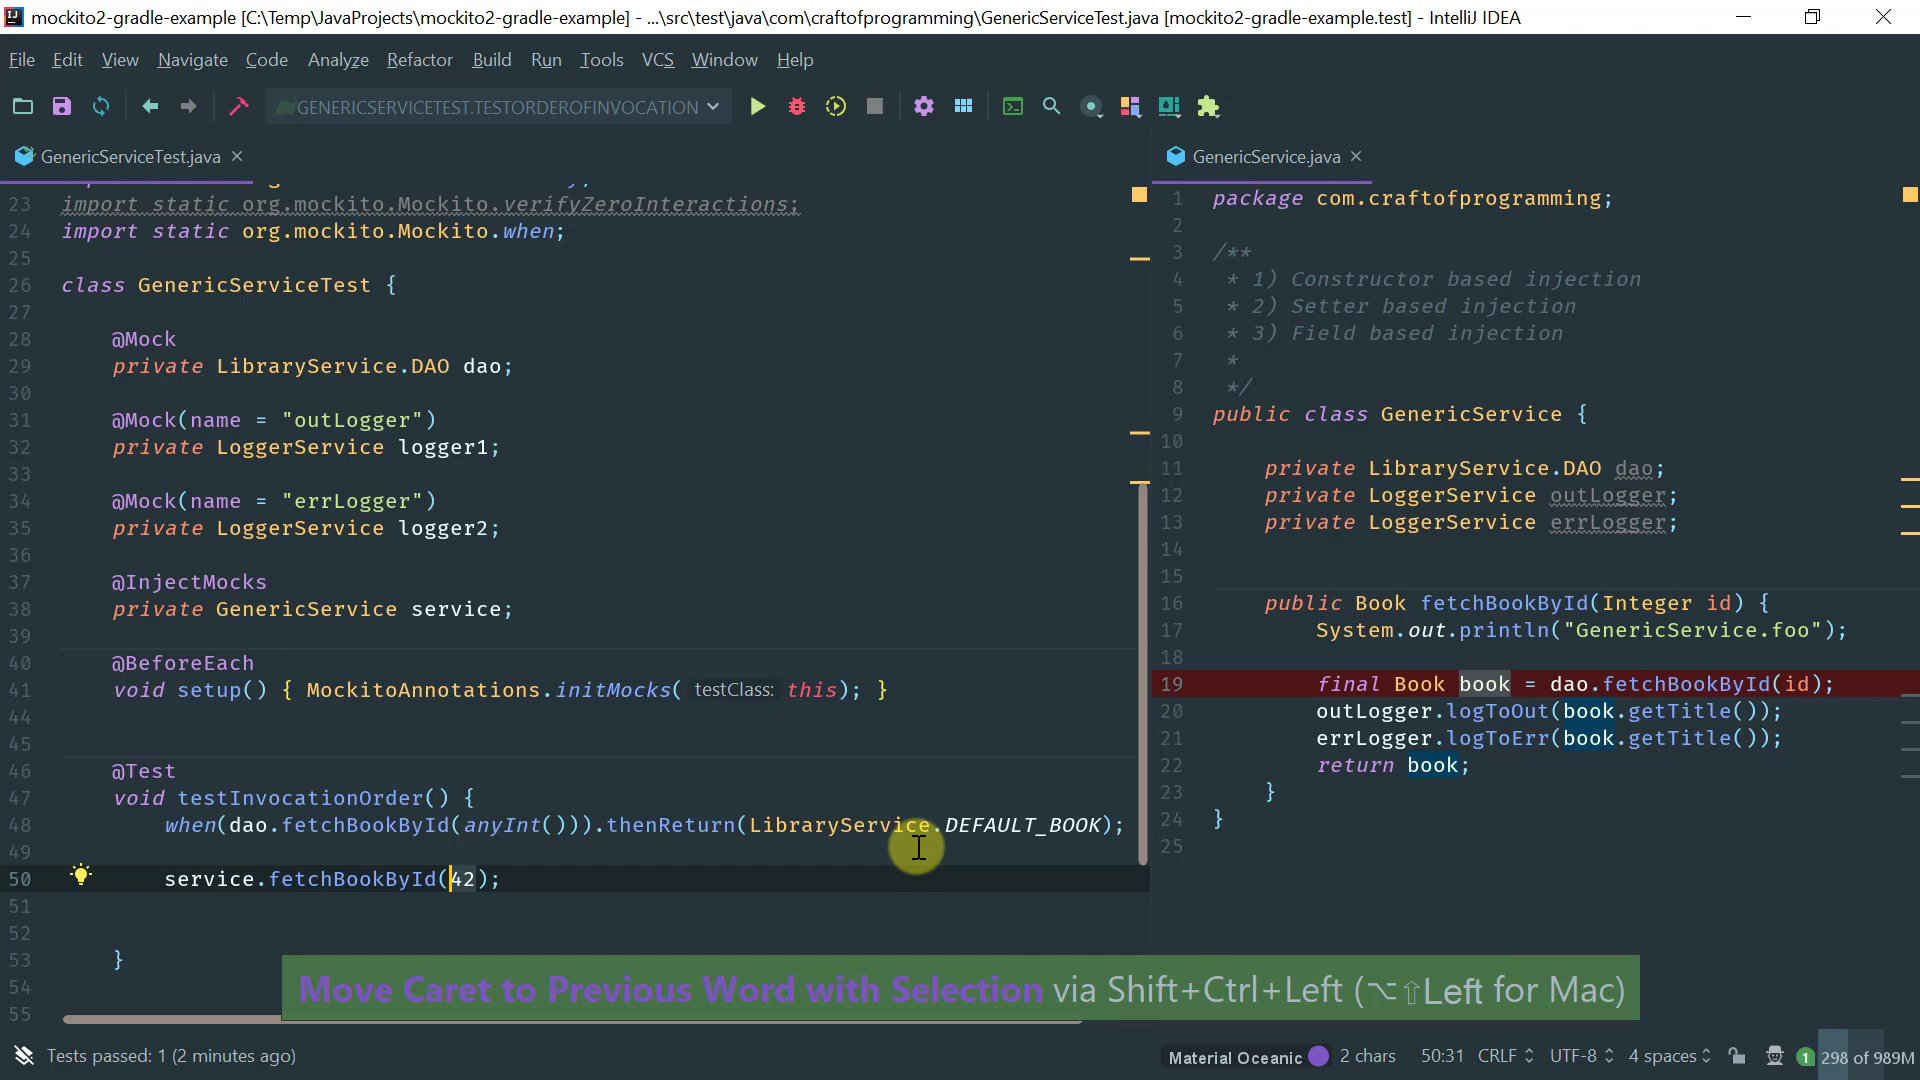 mockito2-gradle-example [C:\Temp\JavaProjects\mockito2-gradle-example] - ...\src\test\java\com\craftofprogramming\GenericServiceTest.java [mockito2-gradle-example.test] - IntelliJ IDEA
File Edit View Navigate Code Analyze Refactor Build Run Tools VCS Window Help
GENERICSERVICETEST.TESTORDEROFINVOCATION
GenericServiceTest.java
23 import static org.mockito.Mockito.verifyZeroInteractions;
24 import static org.mockito.Mockito.when;
25
26 class GenericServiceTest {
27
28 @Mock
29 private LibraryService.DAO dao;
30
31 @Mock(name = "outLogger")
32 private LoggerService logger1;
33
34 @Mock(name = "errLogger")
35 private LoggerService logger2;
36
37 @InjectMocks
38 private GenericService service;
39
40 @BeforeEach
41 void setup() { MockitoAnnotations.initMocks( testClass: this); }
44
45
46 @Test
47 void testInvocationOrder() {
48 when(dao.fetchBookById(anyInt())).thenReturn(LibraryService.DEFAULT_BOOK);
49
50 service.fetchBookById(42);
51
52
53 }
54
55
GenericService.java
1 package com.craftofprogramming;
2
3 /**
4 * 1) Constructor based injection
5 * 2) Setter based injection
6 * 3) Field based injection
7 *
8 */
9 public class GenericService {
10
11 private LibraryService.DAO dao;
12 private LoggerService outLogger;
13 private LoggerService errLogger;
14
15
16 public Book fetchBookById(Integer id) {
17 System.out.println("GenericService.foo");
18
19 final Book book = dao.fetchBookById(id);
20 outLogger.logToOut(book.getTitle());
21 errLogger.logToErr(book.getTitle());
22 return book;
23 }
24 }
25
Move Caret to Previous Word with Selection via Shift+Ctrl+Left (⌥⇧Left for Mac)
Tests passed: 1 (2 minutes ago)
Material Oceanic 2 chars 50:31 CRLF UTF-8 4 spaces 1 298 of 989M